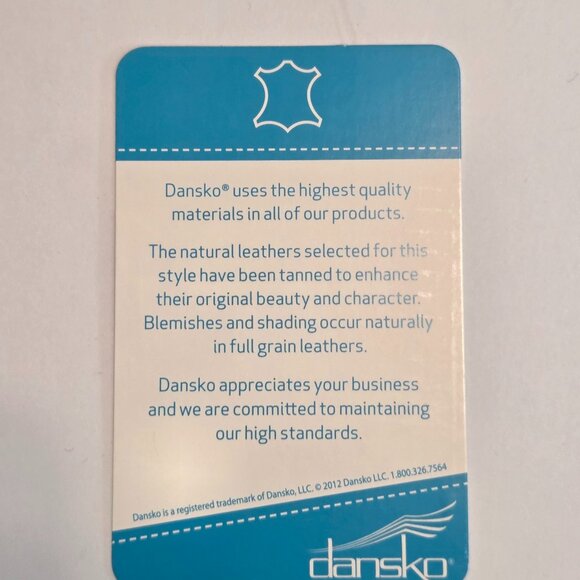 Dansko® uses the highest quality
materials in all of our products.
The natural leathers selected for this
style have been tanned to enhance
their original beauty and character.
Blemishes and shading occur naturally
in full grain leathers.
Dansko appreciates your business
and we are committed to maintaining
our high standards.
Dansko is a registered trademark of Dansko, LLC. © 2012 Dansko LLC. 1.800.326.7564
dansko®